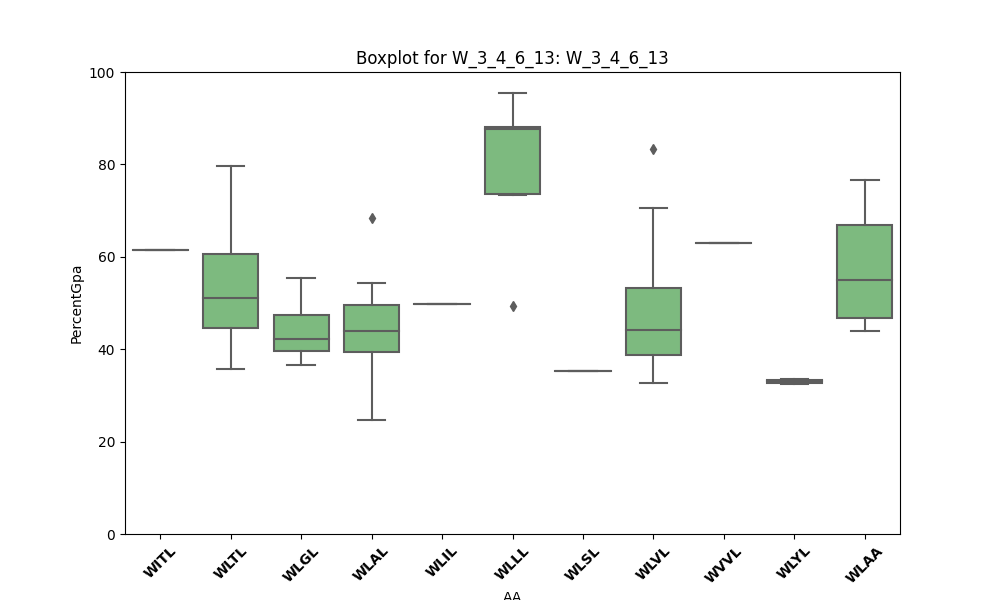 Boxplot for W_3_4_6_13: W_3_4_6_13
100
80
60
40
20
0
PercentGpa
WITL WLTL WLGL WLAL WLIL WLLL WLSL WLVL WVVL WLYL WLAA
AA